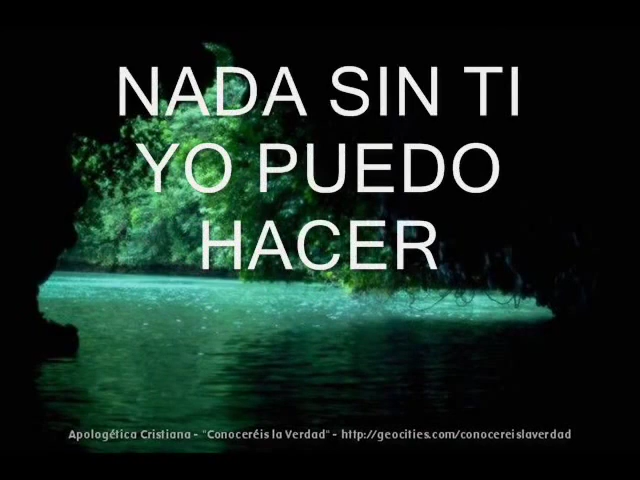 NADA SIN TI
YO PUEDO
HACER
Apologética Cristiana - "Conoceréis la Verdad" - http://geocities.com/conocereislaverdad